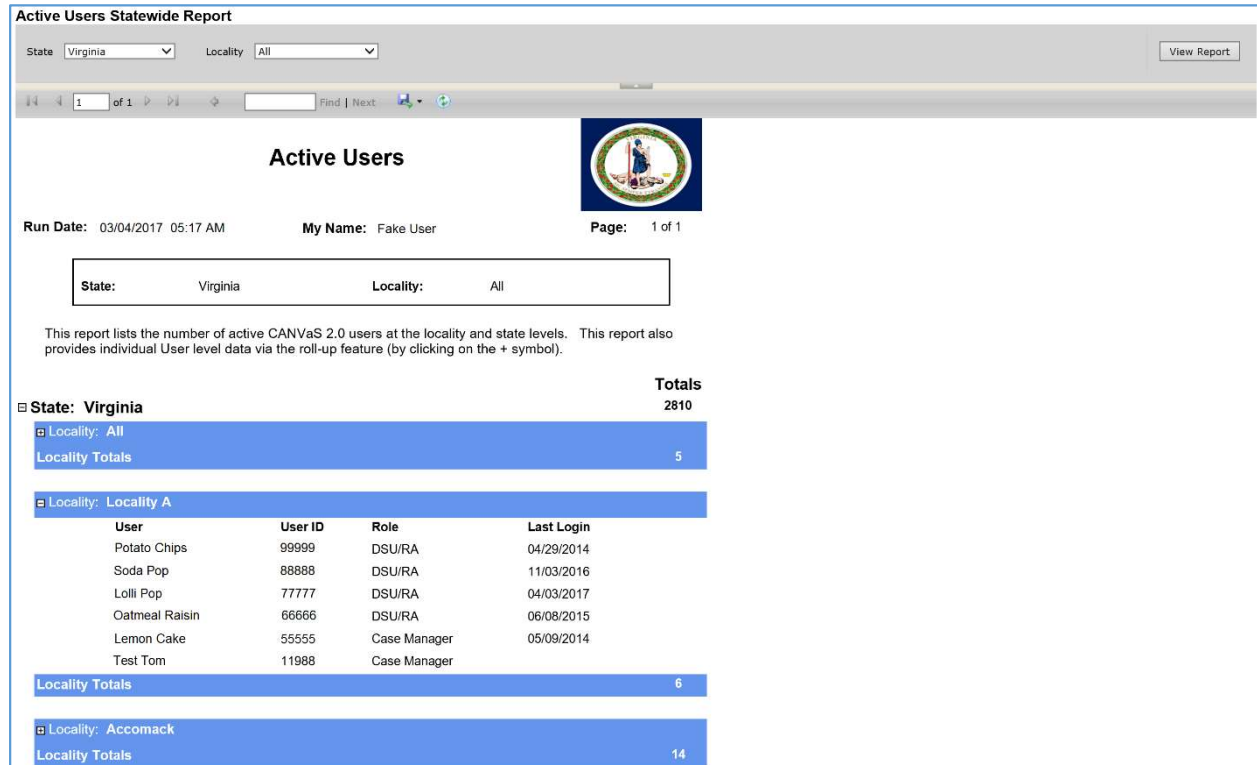 Active Users Statewide Report
State Virginia Locality All View Report
1 of 1 Find | Next
Active Users
Run Date: 03/04/2017 05:17 AM My Name: Fake User Page: 1 of 1
State: Virginia Locality: All
This report lists the number of active CANVaS 2.0 users at the locality and state levels. This report also
provides individual User level data via the roll-up feature (by clicking on the + symbol).
Totals
State: Virginia 2810
Locality: All
Locality Totals 5
Locality: Locality A
User User ID Role Last Login
Potato Chips 99999 DSU/RA 04/29/2014
Soda Pop 88888 DSU/RA 11/03/2016
Lolli Pop 77777 DSU/RA 04/03/2017
Oatmeal Raisin 66666 DSU/RA 06/08/2015
Lemon Cake 55555 Case Manager 05/09/2014
Test Tom 11988 Case Manager
Locality Totals 6
Locality: Accomack
Locality Totals 14